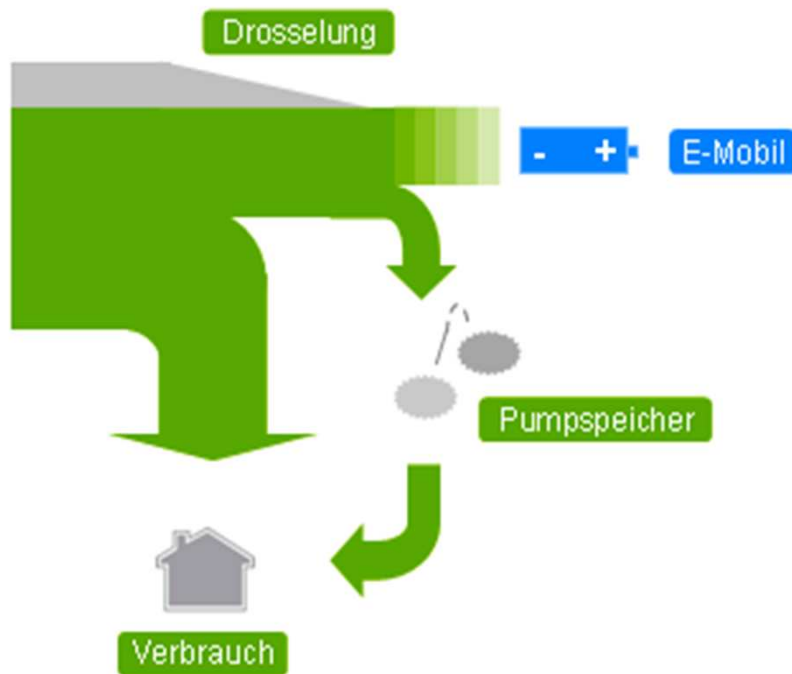 Drosselung
- +
E-Mobil
Pumpspeicher
Verbrauch